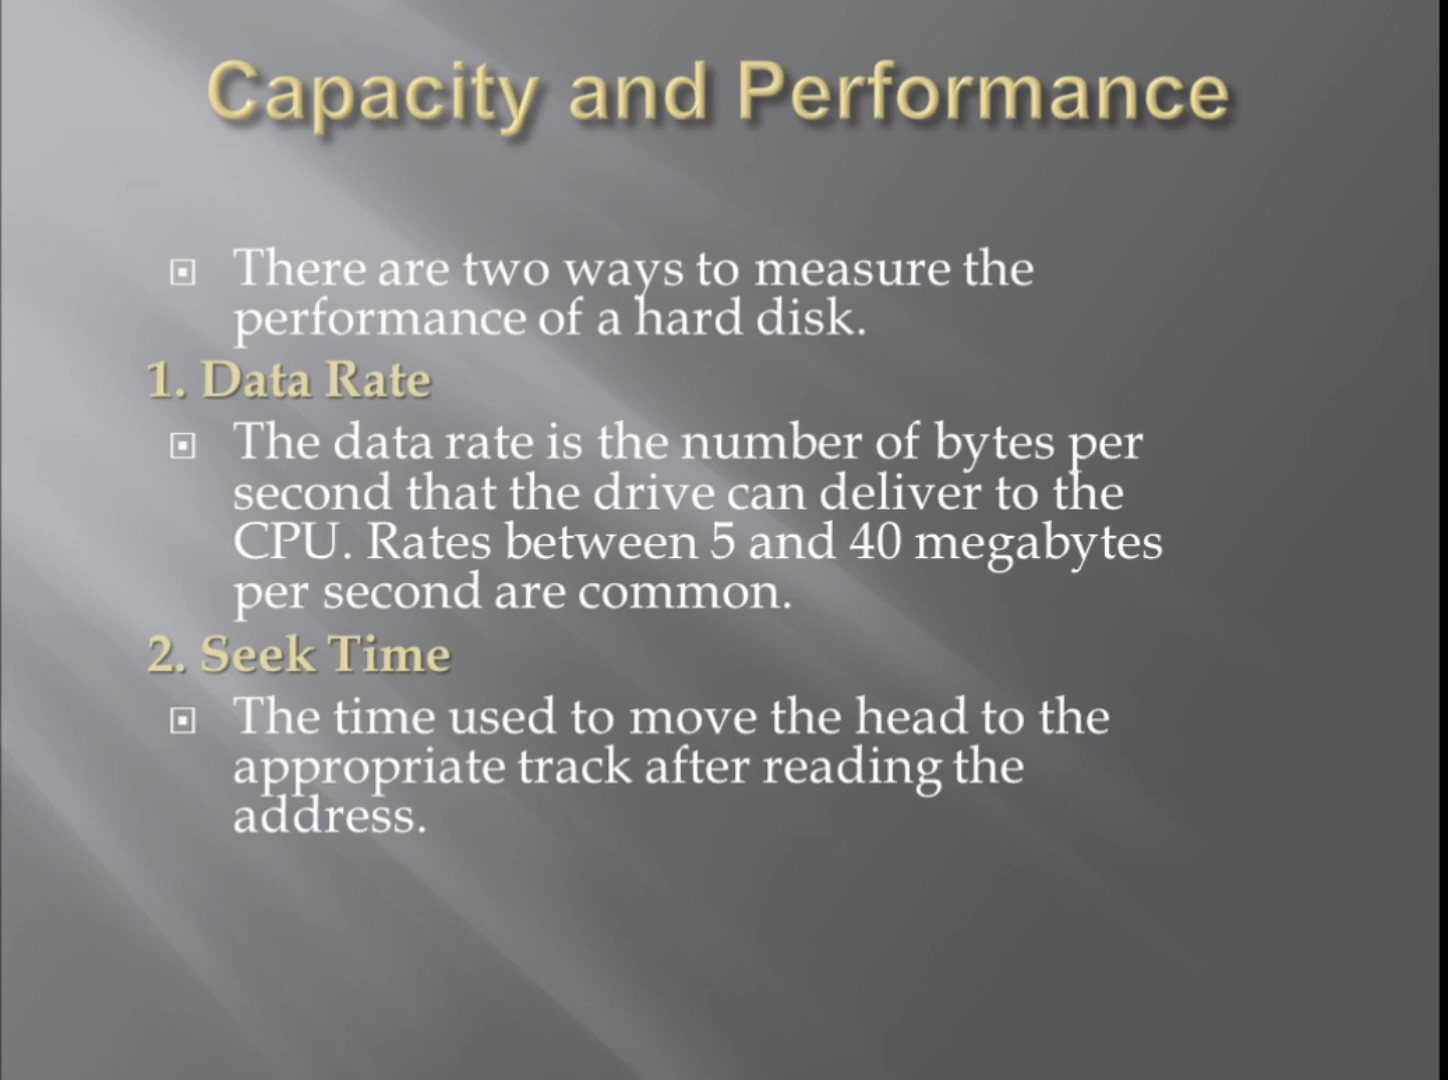 Capacity and Performance
There are two ways to measure the
performance of a hard disk.
1. Data Rate
The data rate is the number of bytes per
second that the drive can deliver to the
CPU. Rates between 5 and 40 megabytes
per second are common.
2. Seek Time
The time used to move the head to the
appropriate track after reading the
address.